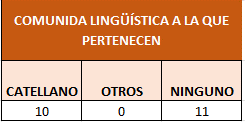 COMUNIDA LINGÜÍSTICA A LA QUE
PERTENECEN
CATELLANO OTROS NINGUNO
10 0 11